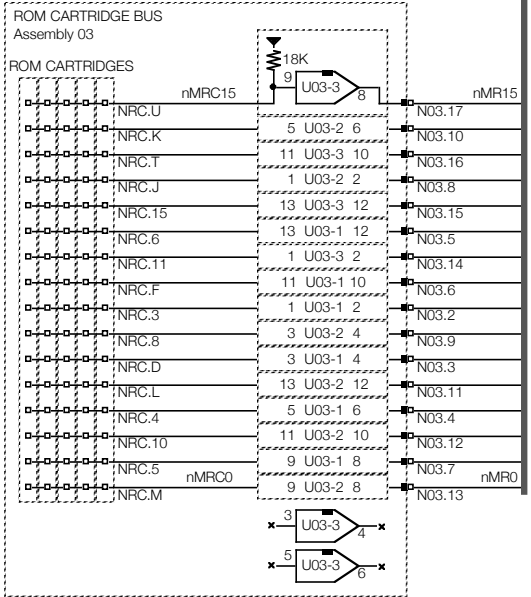 ROM CARTRIDGE BUS
Assembly 03
ROM CARTRIDGES
18K
nMRC15 9 U03-3 8 nMR15
NRC.U N03.17
5 U03-2 6
NRC.K N03.10
11 U03-3 10
NRC.T N03.16
1 U03-2 2
NRC.J N03.8
13 U03-3 12
NRC.15 N03.15
13 U03-1 12
NRC.6 N03.5
1 U03-3 2
NRC.11 N03.14
11 U03-1 10
NRC.F N03.6
1 U03-1 2
NRC.3 N03.2
3 U03-2 4
NRC.8 N03.9
3 U03-1 4
NRC.D N03.3
13 U03-2 12
NRC.L N03.11
5 U03-1 6
NRC.4 N03.4
11 U03-2 10
NRC.10 N03.12
9 U03-1 8
NRC.5 N03.7
nMRC0 9 U03-2 8 nMR0
NRC.M N03.13
3 U03-3 4
5 U03-3 6